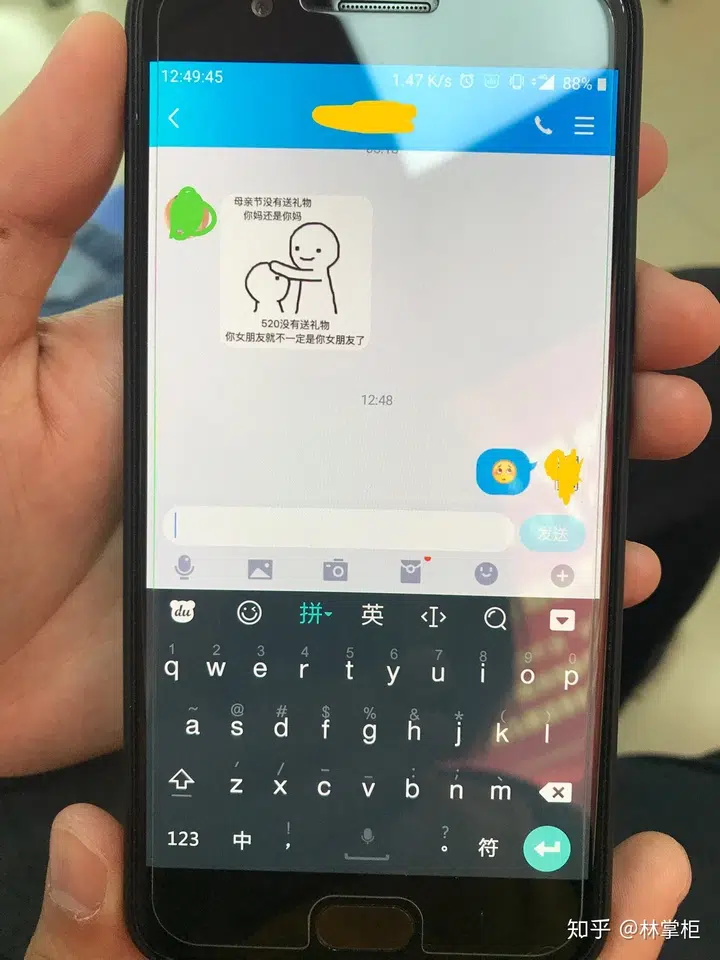 12:49:45
1.47 K/s
88%
母亲节没有送礼物
你妈还是你妈
520没有送礼物
你女朋友就不一定是你女朋友了
12:48
发送
du
拼
英
1 2 3 4 5 6 7 8 9 0
q w e r t y u i o p
~ @ # $ % & * ( )
a s d f g h j k l
z x c v b n m
123
中
!
,
?
。
符
知乎 @林掌柜